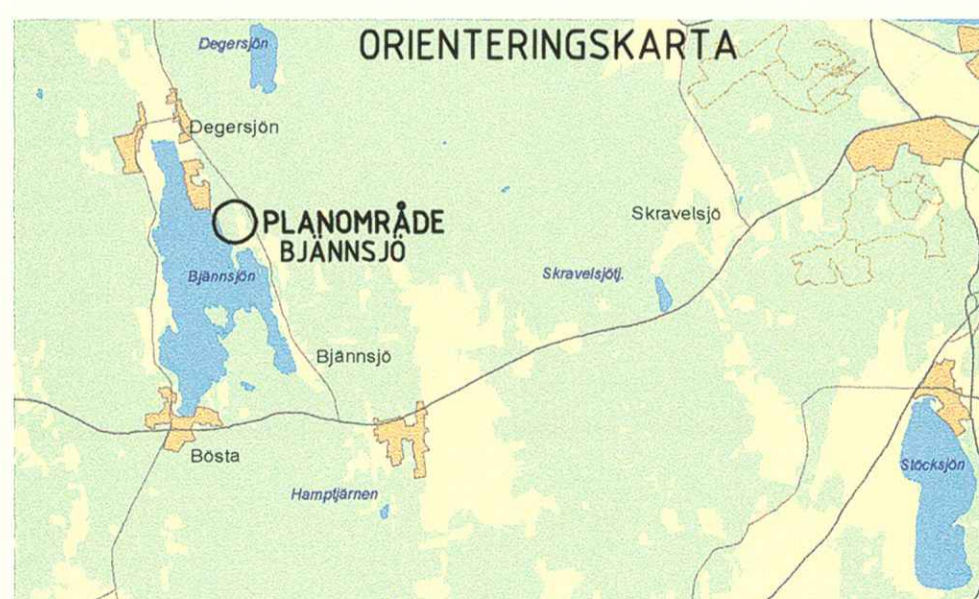 ORIENTERINGSKARTA
Degersjön
Degersjön
PLANOMRÅDE
BJÄNNSJÖ
Skravelsjö
Bjännsjön
Skravelsjötj.
Bjännsjö
Bösta
Stöcksjön
Hamptjärnen